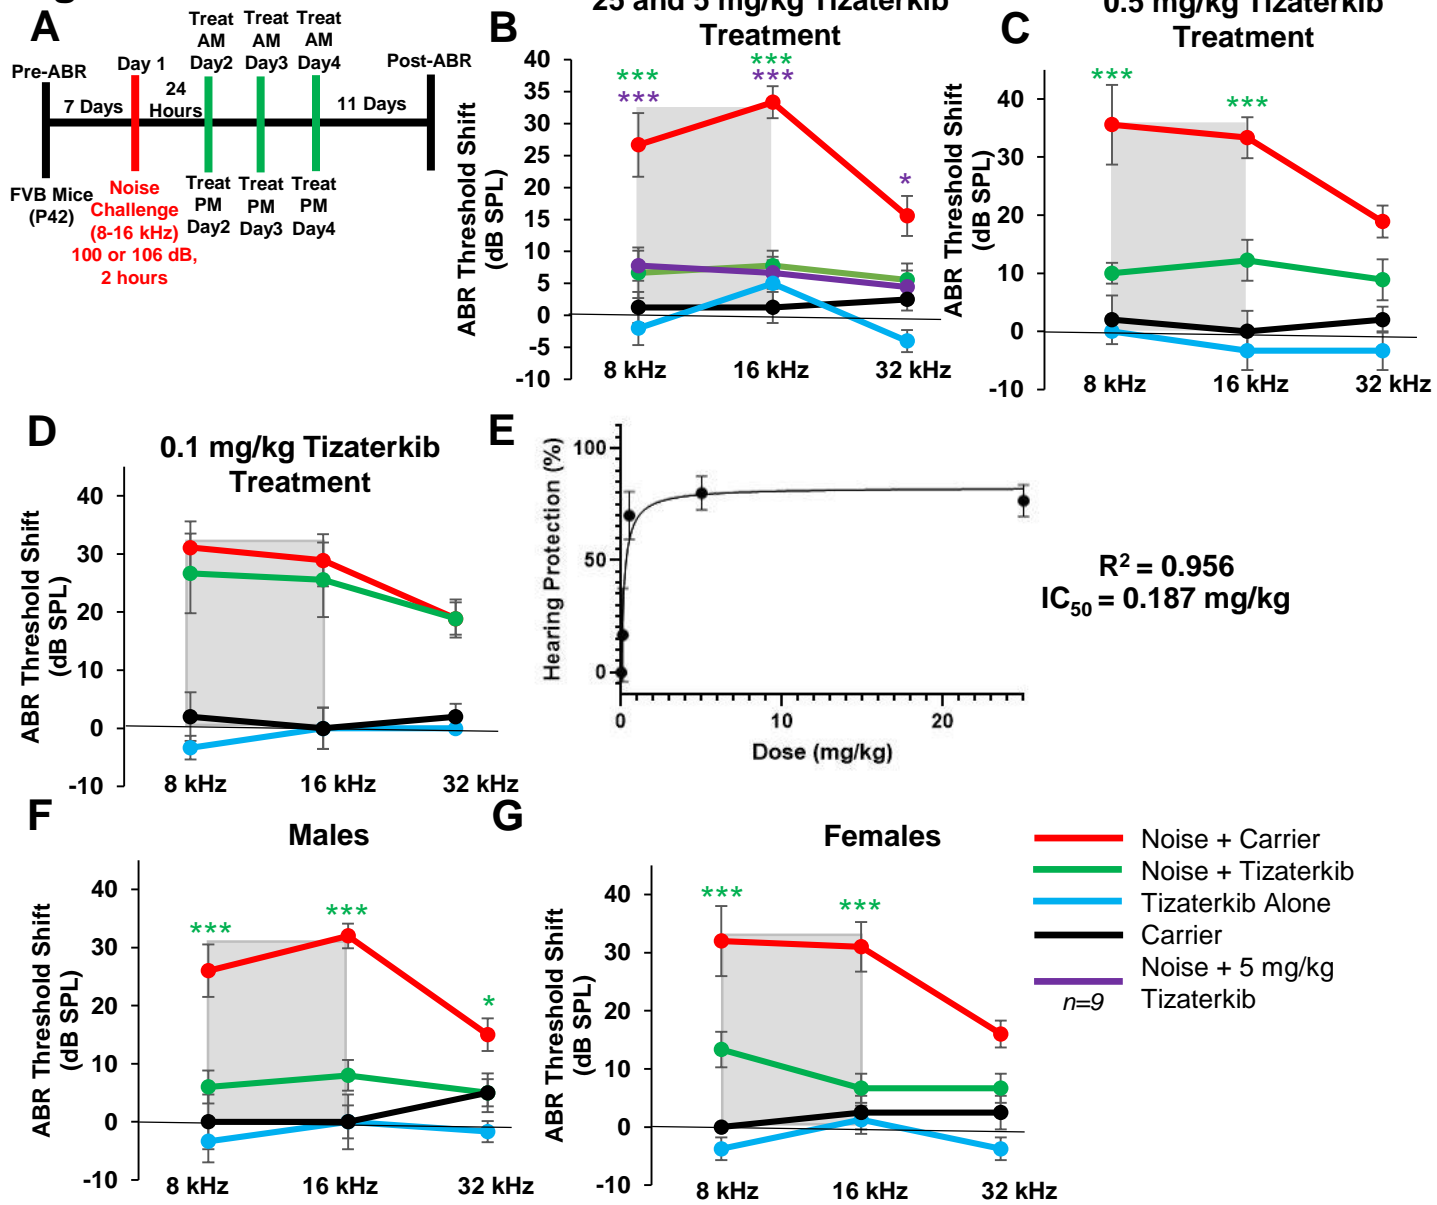 A
Pre-ABR
Day 1
Treat
AM
Day2
Treat
AM
Day3
Treat
AM
Day4
Post-ABR
7 Days
24
Hours
11 Days
FVB Mice
(P42)
Noise
Challenge
(8-16 kHz)
100 or 106 dB,
2 hours
Treat
PM
Day2
Treat
PM
Day3
Treat
PM
Day4
B
25 and 5 mg/kg Tizaterkib
Treatment
ABR Threshold Shift
(dB SPL)
40
35
30
25
20
15
10
5
0
-5
-10
***
***
***
***
*
8 kHz
16 kHz
32 kHz
C
0.5 mg/kg Tizaterkib
Treatment
ABR Threshold Shift
(dB SPL)
40
30
20
10
0
-10
***
***
8 kHz
16 kHz
32 kHz
D
0.1 mg/kg Tizaterkib
Treatment
ABR Threshold Shift
(dB SPL)
40
30
20
10
0
-10
8 kHz
16 kHz
32 kHz
E
Hearing Protection (%)
100
50
0
0
10
20
Dose (mg/kg)
R² = 0.956
IC₅₀ = 0.187 mg/kg
F
Males
ABR Threshold Shift
(dB SPL)
40
30
20
10
0
-10
***
***
*
8 kHz
16 kHz
32 kHz
G
Females
ABR Threshold Shift
(dB SPL)
40
30
20
10
0
-10
***
***
8 kHz
16 kHz
32 kHz
Noise + Carrier
Noise + Tizaterkib
Tizaterkib Alone
Carrier
Noise + 5 mg/kg
Tizaterkib
n=9